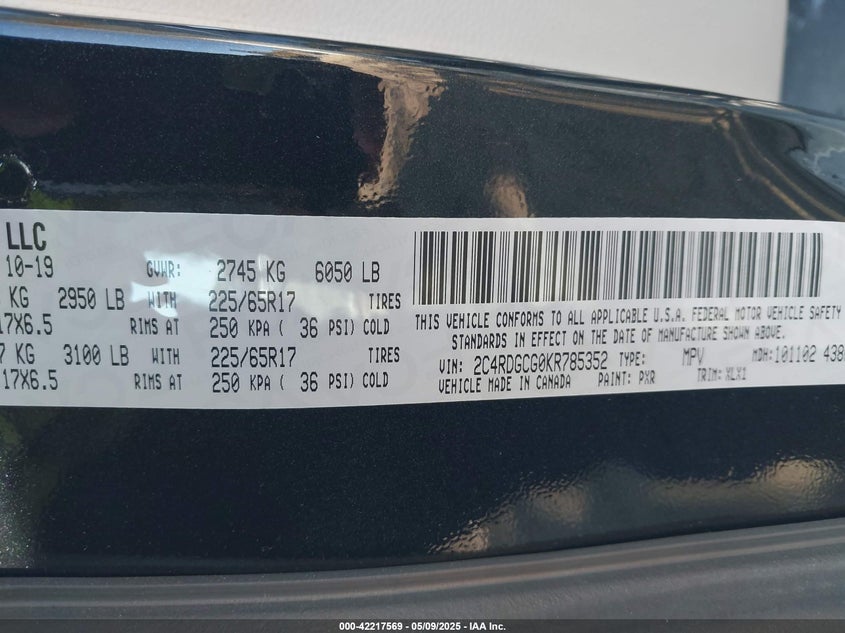 LLC
10-19 GVWR: 2745 KG 6050 LB
KG 2950 LB WITH 225/65R17 TIRES
17X6.5 RIMS AT 250 KPA ( 36 PSI) COLD
KG 3100 LB WITH 225/65R17 TIRES
17X6.5 RIMS AT 250 KPA ( 36 PSI) COLD
THIS VEHICLE CONFORMS TO ALL APPLICABLE U.S.A. FEDERAL MOTOR VEHICLE SAFETY
STANDARDS IN EFFECT ON THE DATE OF MANUFACTURE SHOWN ABOVE.
VIN: 2C4RDGCG0KR785352 TYPE: MPV MDH: 101102 438
VEHICLE MADE IN CANADA PAINT: PXR TRIM: XLX1
000-42217569 - 05/09/2025 - IAA Inc.